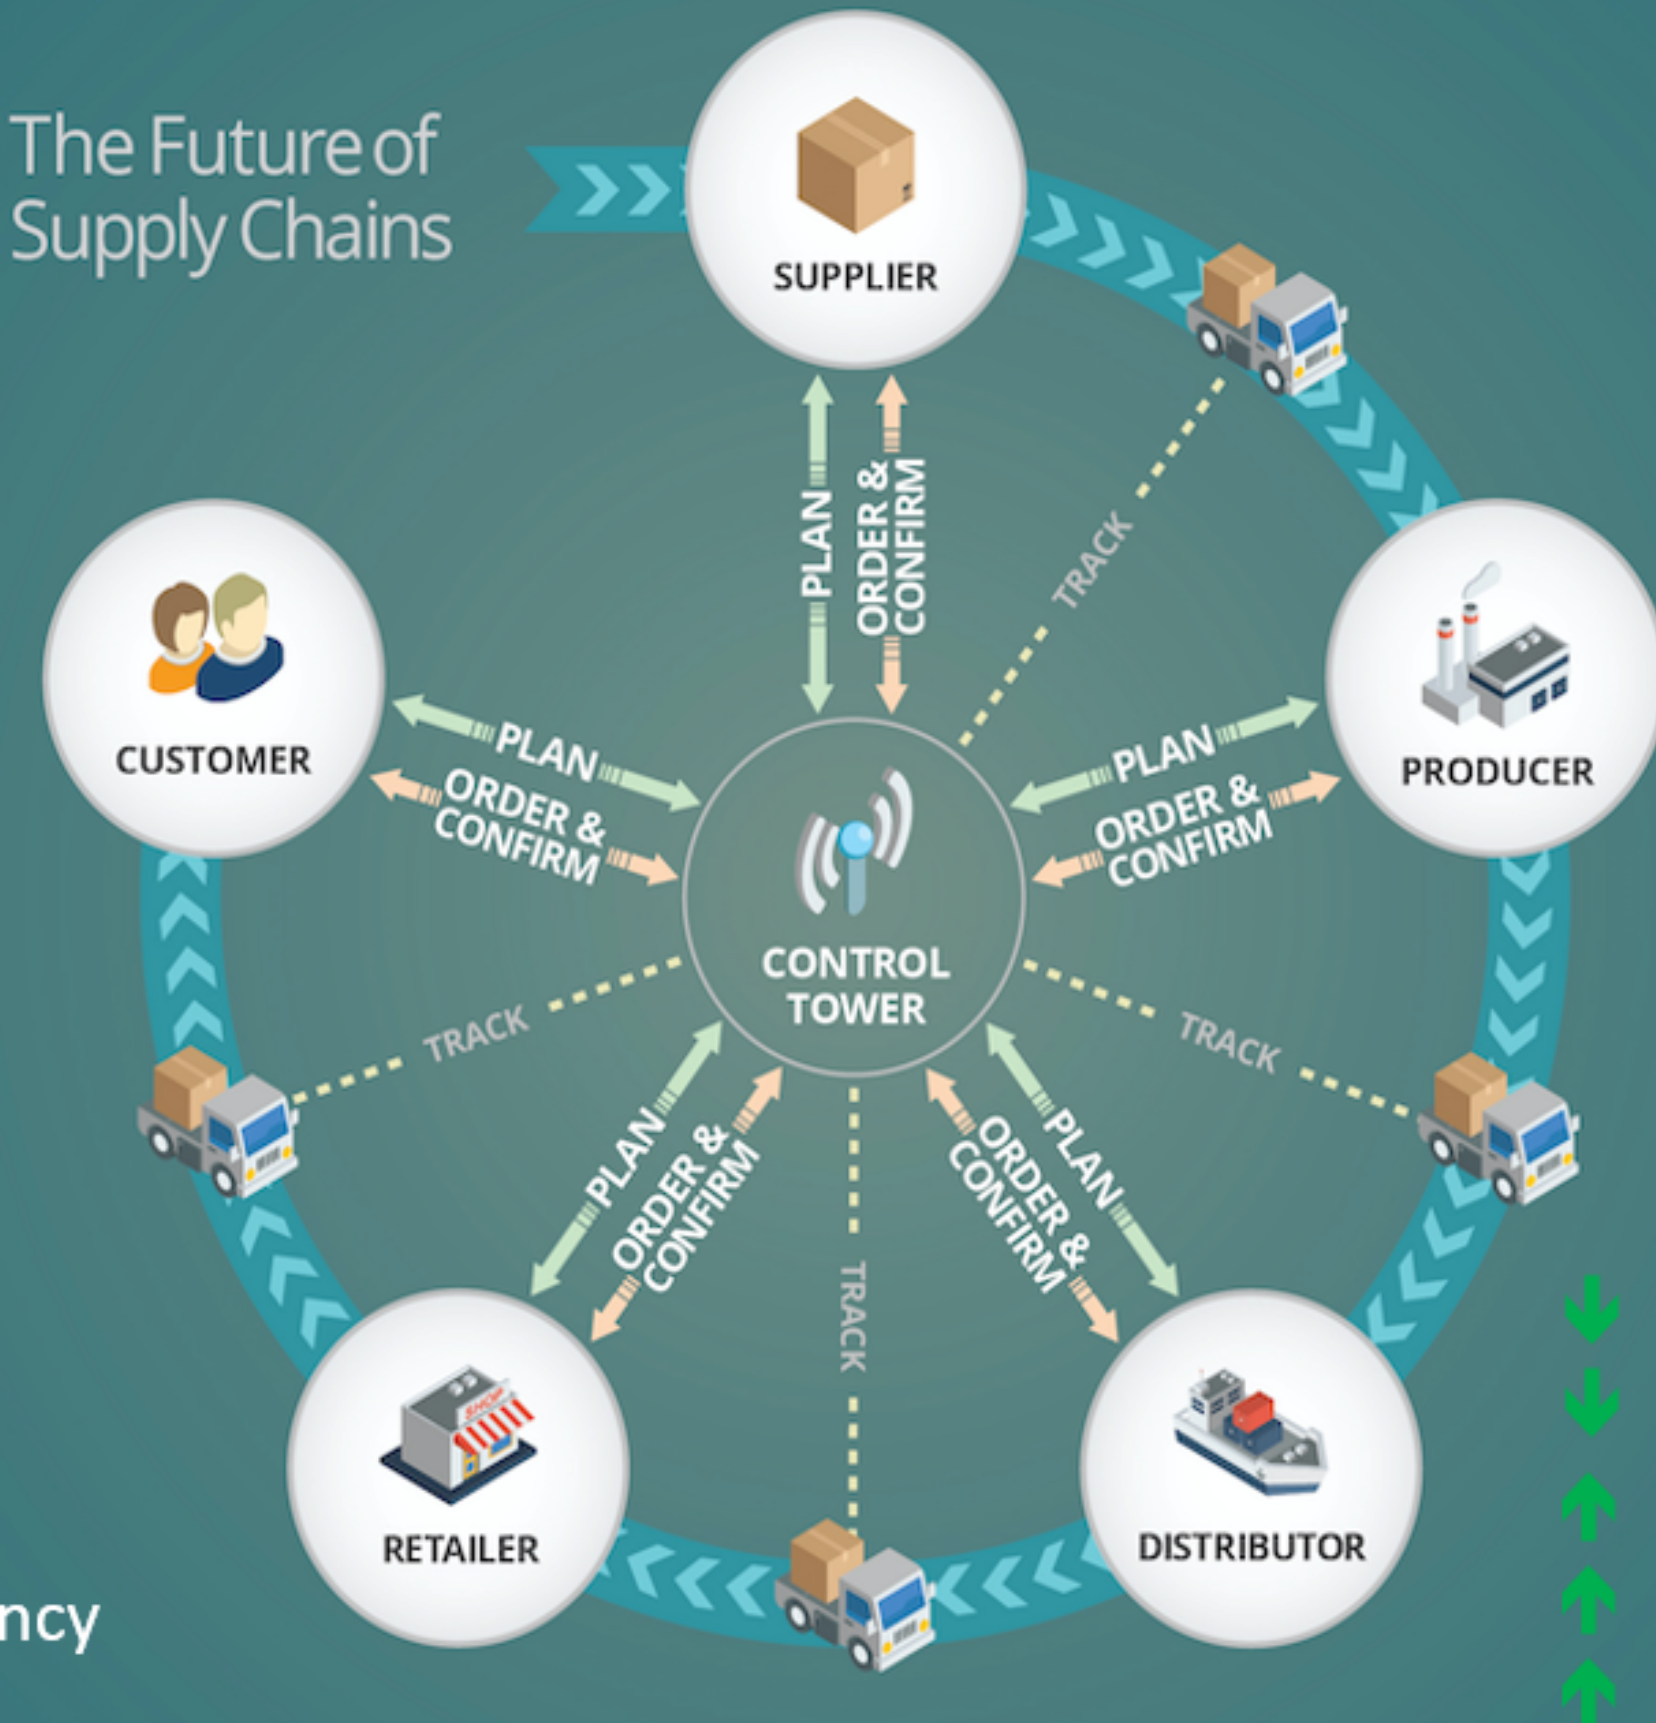 The Future of
Supply Chains
SUPPLIER
PLAN
ORDER &
CONFIRM
TRACK
CUSTOMER
PLAN
ORDER &
CONFIRM
PRODUCER
PLAN
ORDER &
CONFIRM
CONTROL
TOWER
TRACK
TRACK
PLAN
ORDER &
CONFIRM
TRACK
ORDER &
CONFIRM
PLAN
SHOP
RETAILER
DISTRIBUTOR
ncy